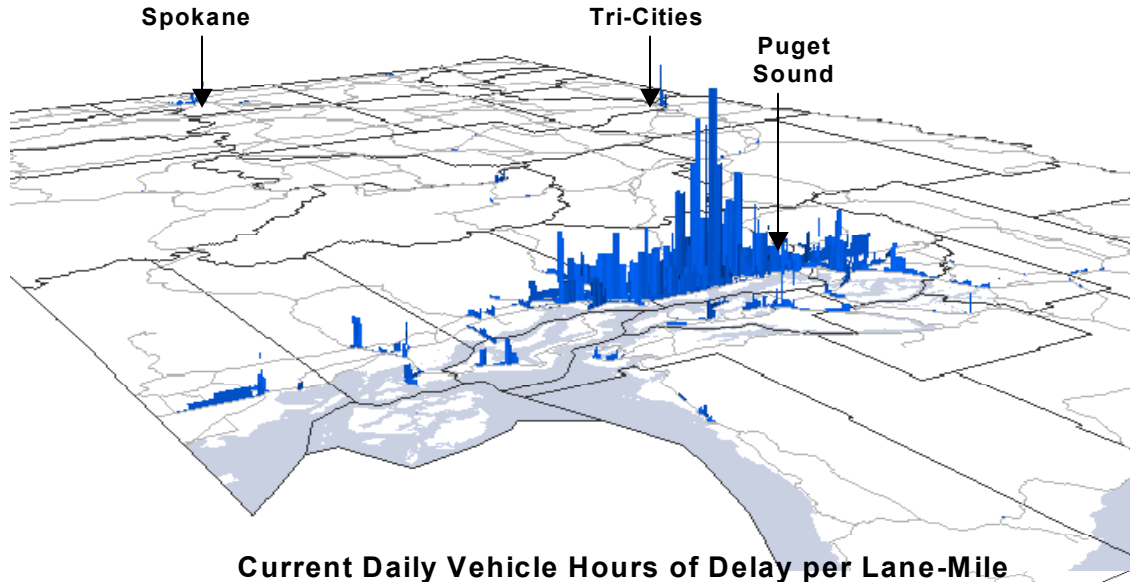 Spokane
Tri-Cities
Puget
Sound
Current Daily Vehicle Hours of Delay per Lane-Mile